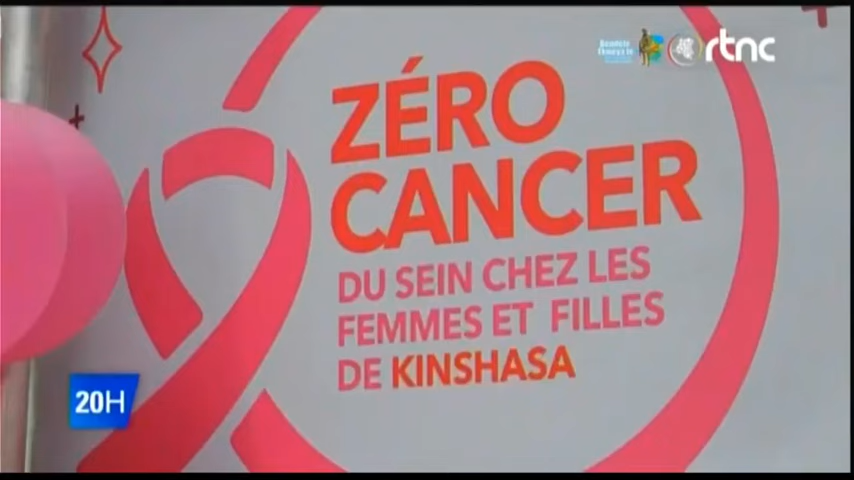 rtnc
ZÉRO
CANCER
DU SEIN CHEZ LES
FEMMES ET FILLES
DE KINSHASA
20H